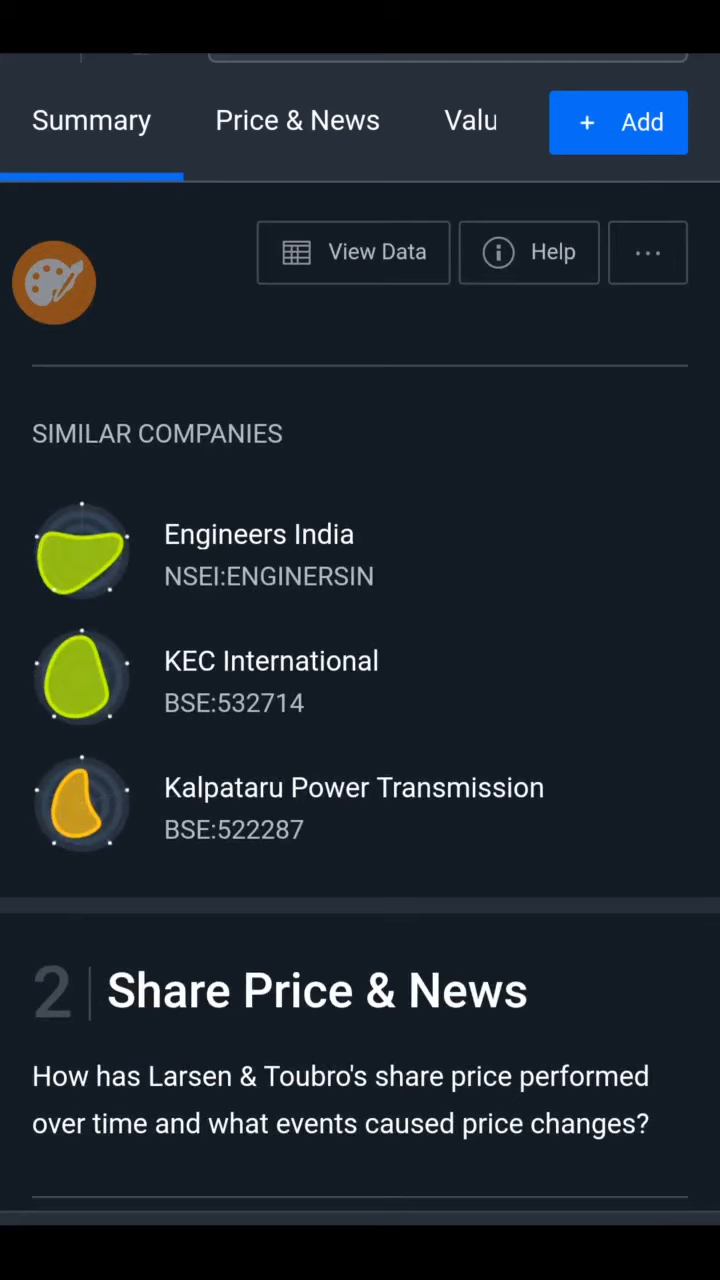 Summary
Price & News
Valu
+ Add
View Data
Help
...
SIMILAR COMPANIES
Engineers India
NSEI:ENGINERSIN
KEC International
BSE:532714
Kalpataru Power Transmission
BSE:522287
2 Share Price & News
How has Larsen & Toubro's share price performed
over time and what events caused price changes?